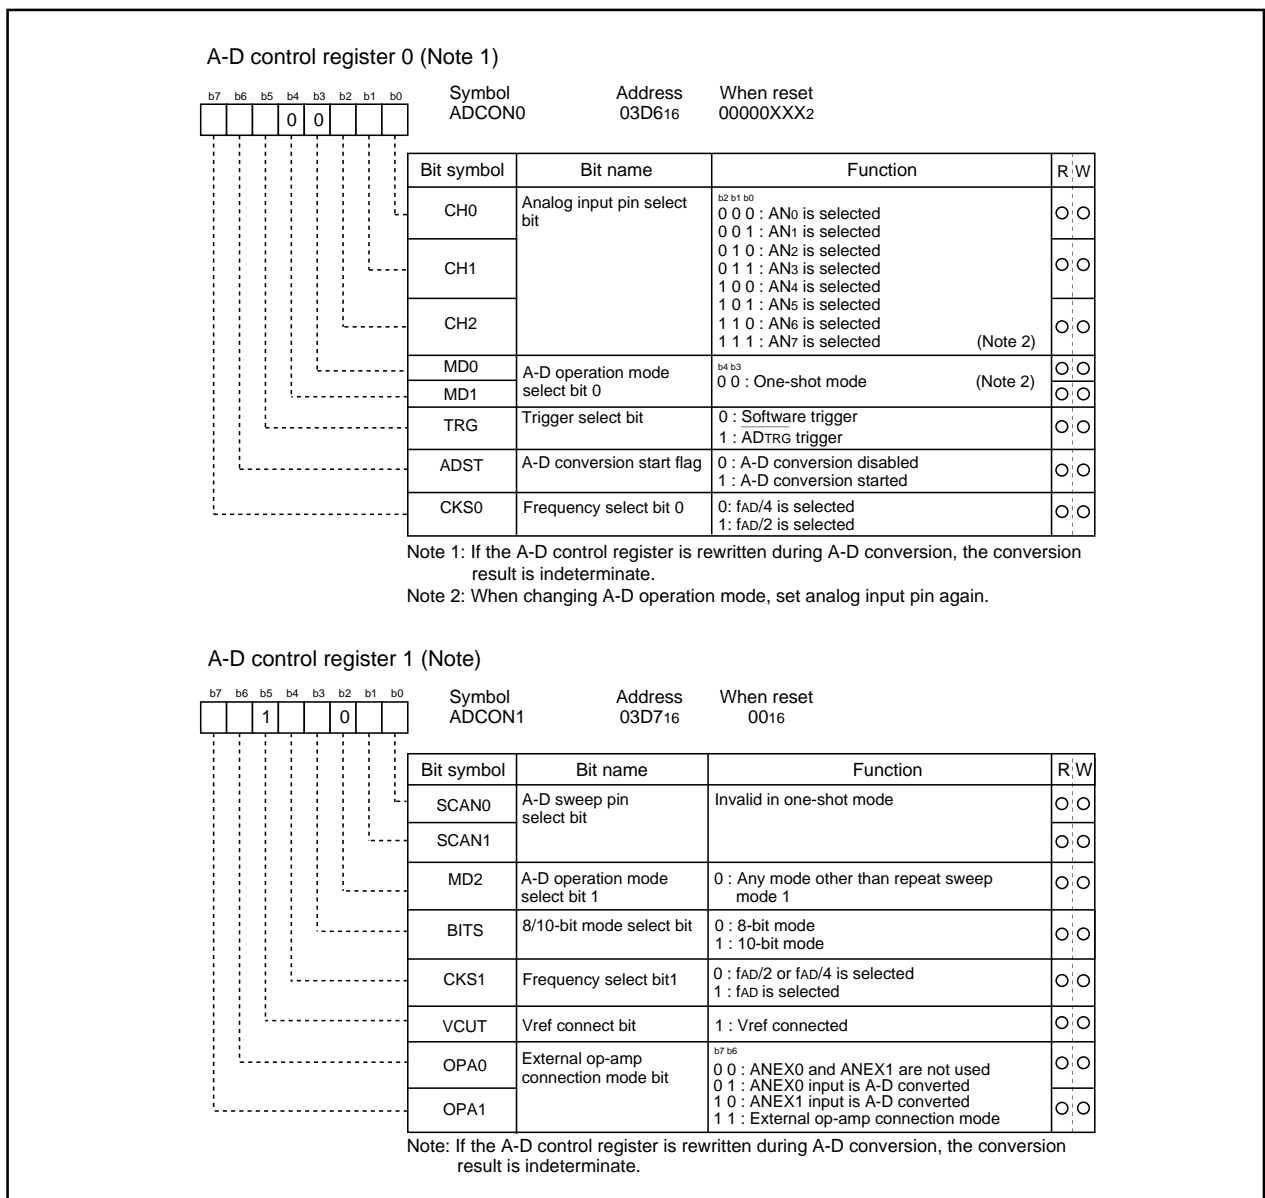 A-D control register 0 (Note 1)
b7 b6 b5 b4 b3 b2 b1 b0
0 0
Symbol Address When reset
ADCON0 03D616 00000XXX2
Bit symbol Bit name Function R W
CH0 Analog input pin select
bit
b2 b1 b0
0 0 0 : AN0 is selected
0 0 1 : AN1 is selected
0 1 0 : AN2 is selected
0 1 1 : AN3 is selected
1 0 0 : AN4 is selected
1 0 1 : AN5 is selected
1 1 0 : AN6 is selected
1 1 1 : AN7 is selected (Note 2)
CH1
CH2
MD0
MD1
A-D operation mode
select bit 0
b4 b3
0 0 : One-shot mode (Note 2)
TRG Trigger select bit
0 : Software trigger
1 : ADTRG trigger
ADST A-D conversion start flag
0 : A-D conversion disabled
1 : A-D conversion started
CKS0 Frequency select bit 0
0: fAD/4 is selected
1: fAD/2 is selected
Note 1: If the A-D control register is rewritten during A-D conversion, the conversion
result is indeterminate.
Note 2: When changing A-D operation mode, set analog input pin again.
A-D control register 1 (Note)
b7 b6 b5 b4 b3 b2 b1 b0
1 0
Symbol Address When reset
ADCON1 03D716 0016
Bit symbol Bit name Function R W
SCAN0
SCAN1
A-D sweep pin
select bit
Invalid in one-shot mode
MD2
A-D operation mode
select bit 1
0 : Any mode other than repeat sweep
mode 1
BITS 8/10-bit mode select bit
0 : 8-bit mode
1 : 10-bit mode
CKS1 Frequency select bit1
0 : fAD/2 or fAD/4 is selected
1 : fAD is selected
VCUT Vref connect bit 1 : Vref connected
OPA0
OPA1
External op-amp
connection mode bit
b7 b6
0 0 : ANEX0 and ANEX1 are not used
0 1 : ANEX0 input is A-D converted
1 0 : ANEX1 input is A-D converted
1 1 : External op-amp connection mode
Note: If the A-D control register is rewritten during A-D conversion, the conversion
result is indeterminate.